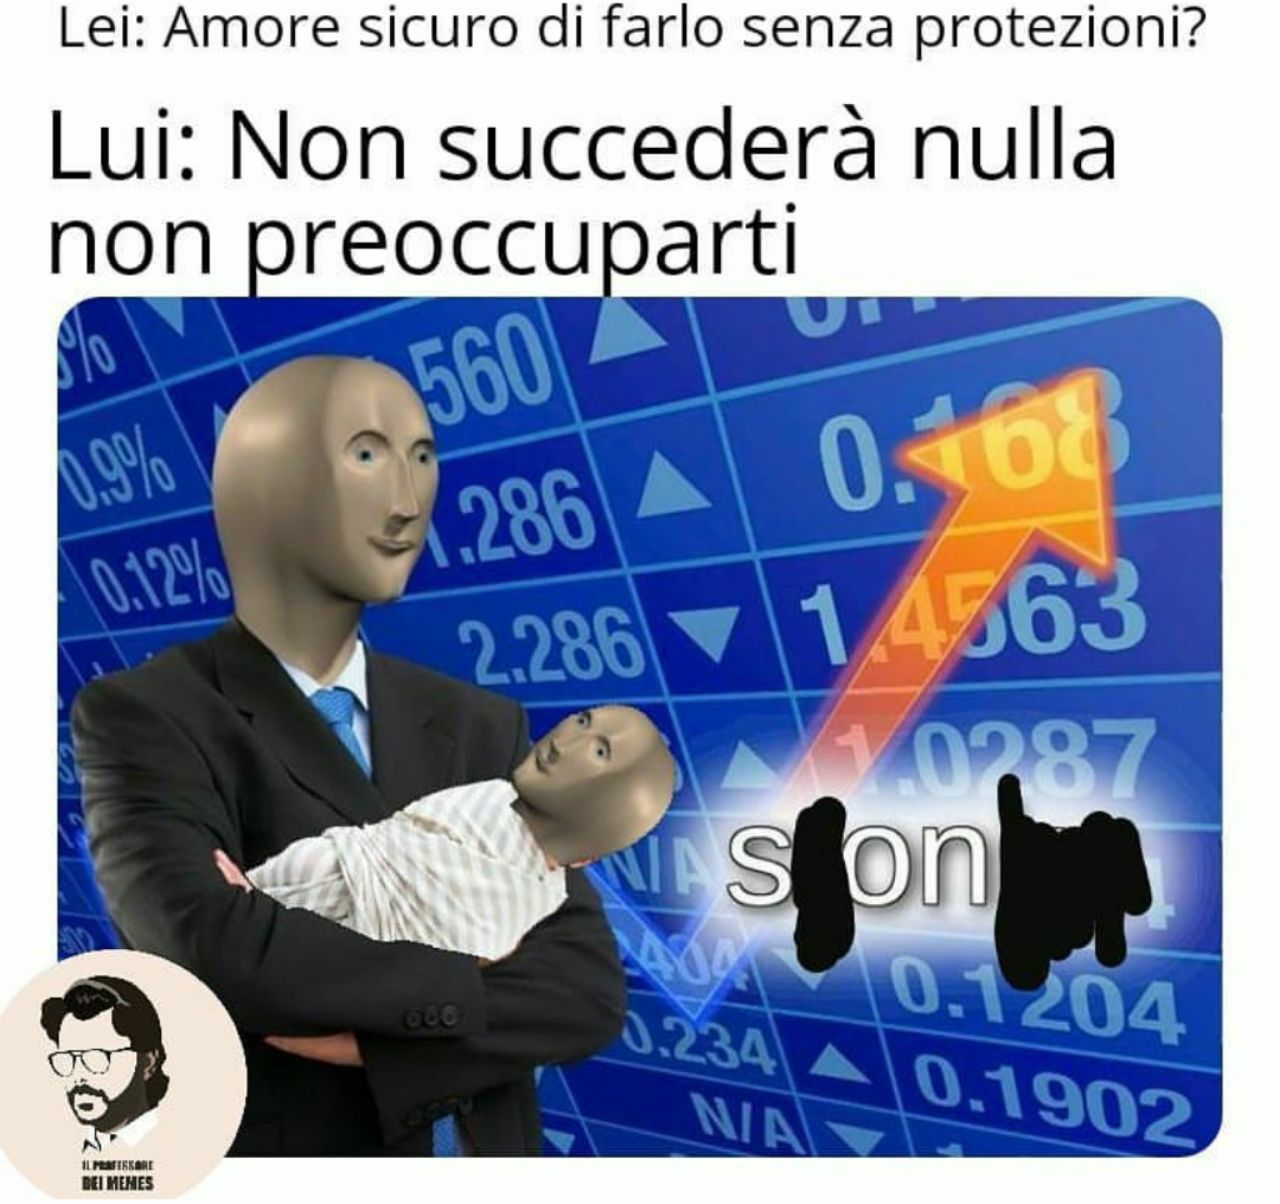 Lei: Amore sicuro di farlo senza protezioni?
Lui: Non succederà nulla
non preoccuparti
560
0.9%
0.168
1.286
0.12%
1.4563
2.286
1.0287
N/A
s on
404
0.1204
0.234
0.1902
N/A
IL PROFESSORE
DEI MEMES